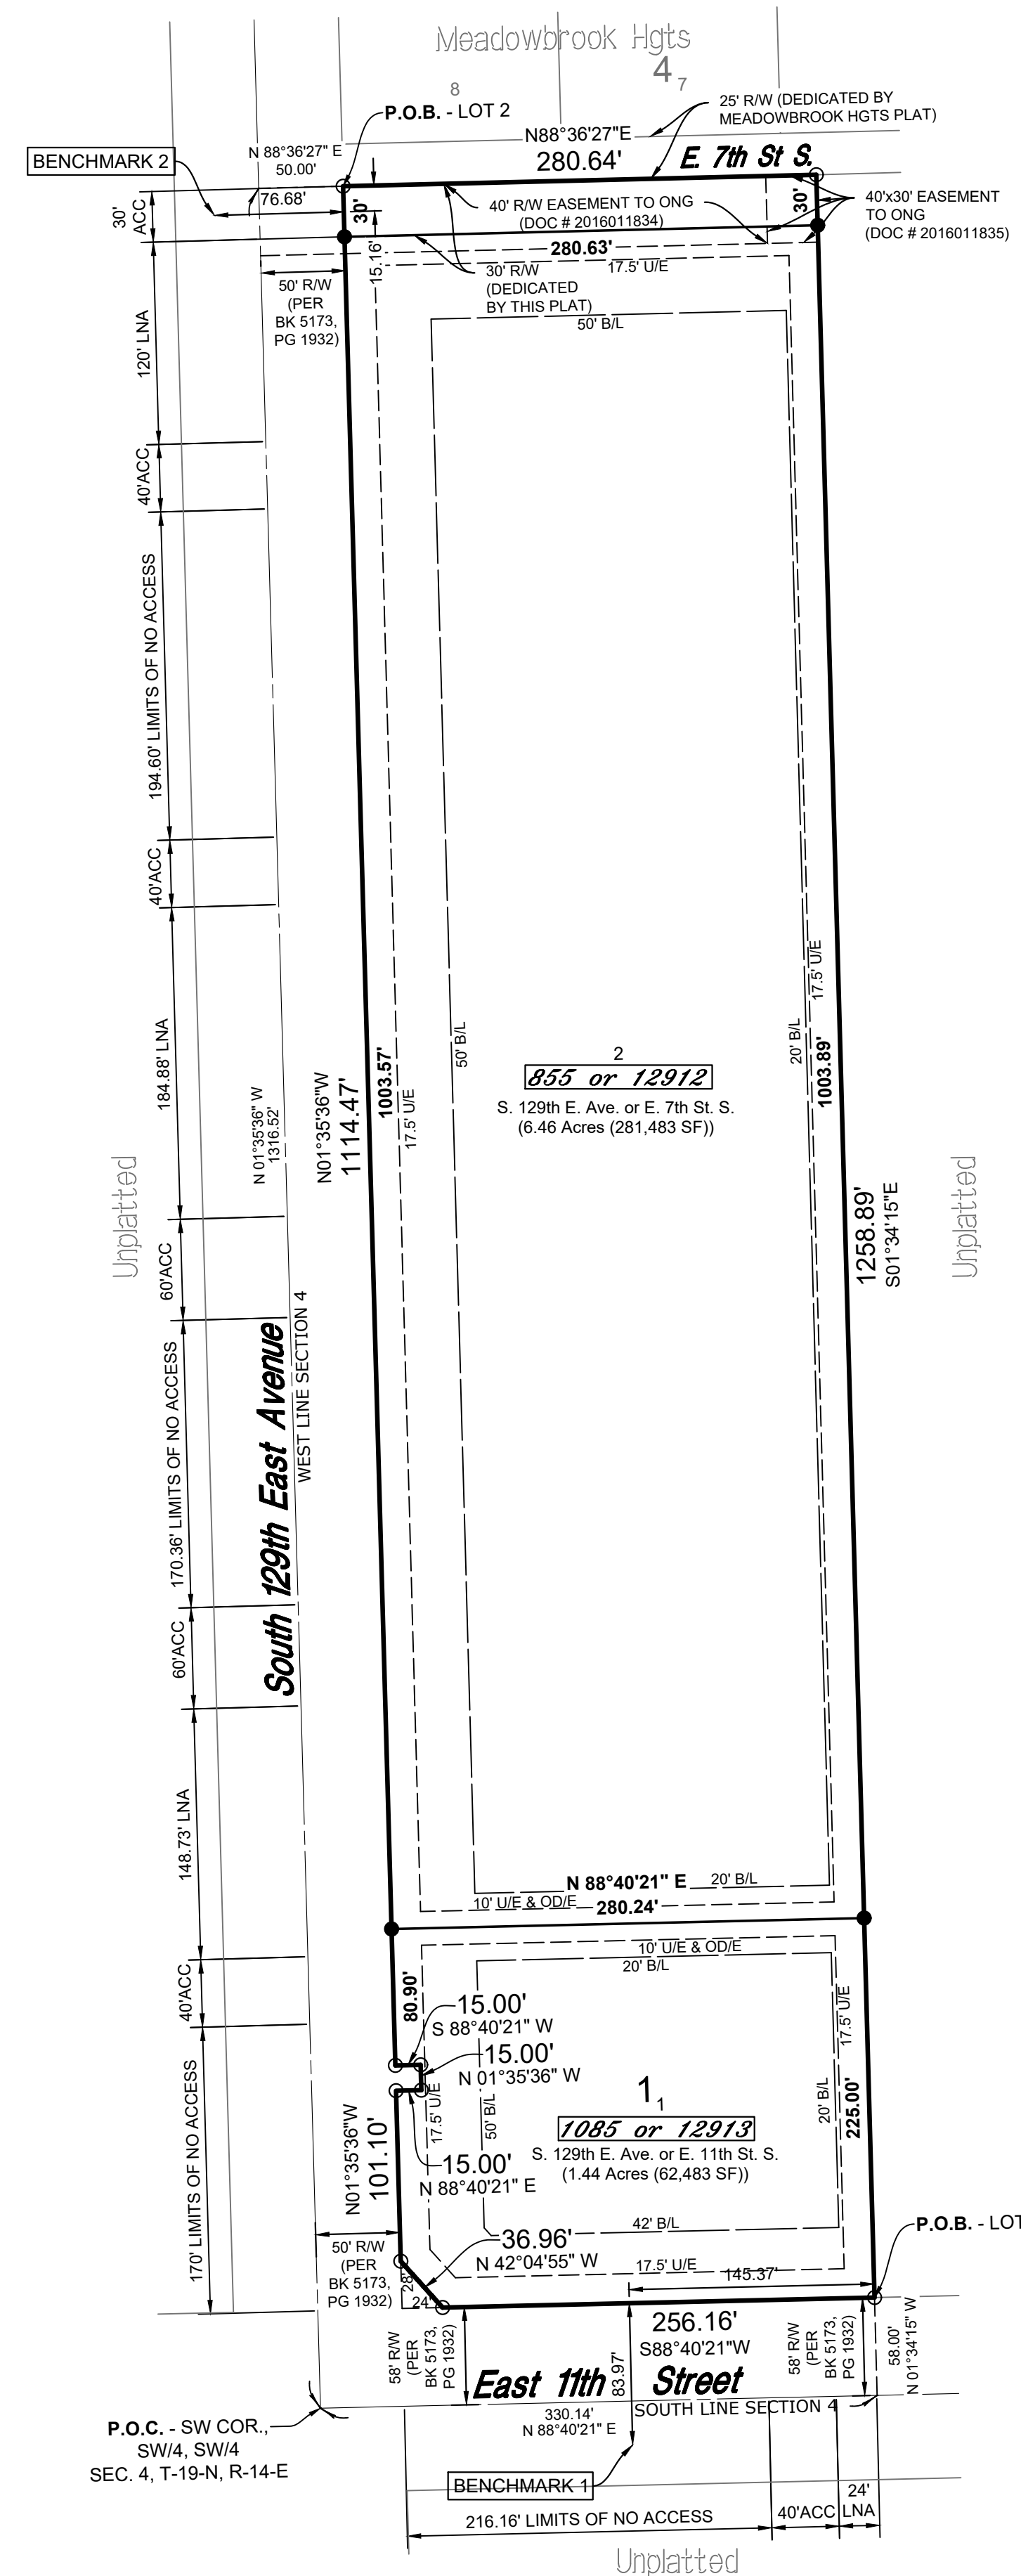 Meadowbrook Hgts
4
7
8
P.O.B. - LOT 2
25' R/W (DEDICATED BY
MEADOWBROOK HGTS PLAT)
N88°36'27"E
280.64'
E. 7th St S.
BENCHMARK 2
N 88°36'27" E
50.00'
76.68'
30'
ACC
30'
30'
40' R/W EASEMENT TO ONG
(DOC # 2016011834)
40'x30' EASEMENT
TO ONG
(DOC # 2016011835)
280.63'
17.5' U/E
15.16'
30' R/W
(DEDICATED
BY THIS PLAT)
50' R/W
(PER
BK 5173,
PG 1932)
50' B/L
120' LNA
40'ACC
194.60' LIMITS OF NO ACCESS
40'ACC
184.88' LNA
60'ACC
170.36' LIMITS OF NO ACCESS
60'ACC
148.73' LNA
40'ACC
170' LIMITS OF NO ACCESS
Unplatted
N 01°35'36" W
1316.52'
N01°35'36"W
1114.47'
1003.57'
17.5' U/E
50' B/L
2
855 or 12912
S. 129th E. Ave. or E. 7th St. S.
(6.46 Acres (281,483 SF))
20' B/L
17.5' U/E
1003.89'
1258.89'
S01°34'15"E
Unplatted
South 129th East Avenue
WEST LINE SECTION 4
N 88°40'21" E
20' B/L
10' U/E & OD/E
280.24'
10' U/E & OD/E
20' B/L
80.90'
15.00'
S 88°40'21" W
15.00'
N 01°35'36" W
17.5' U/E
50' B/L
15.00'
N 88°40'21" E
N01°35'36"W
101.10'
1
1
1085 or 12913
S. 129th E. Ave. or E. 11th St. S.
(1.44 Acres (62,483 SF))
17.5' U/E
20' B/L
225.00'
42' B/L
36.96'
N 42°04'55" W
17.5' U/E
145.37'
P.O.B. - LOT
50' R/W
(PER
BK 5173,
PG 1932)
28'
24'
256.16'
S88°40'21"W
58' R/W
(PER
BK 5173,
PG 1932)
83.97'
58' R/W
(PER
BK 5173,
PG 1932)
58.00'
N 01°34'15" W
East 11th Street
SOUTH LINE SECTION 4
330.14'
N 88°40'21" E
P.O.C. - SW COR.,
SW/4, SW/4
SEC. 4, T-19-N, R-14-E
BENCHMARK 1
216.16' LIMITS OF NO ACCESS
40'ACC
24'
LNA
Unplatted